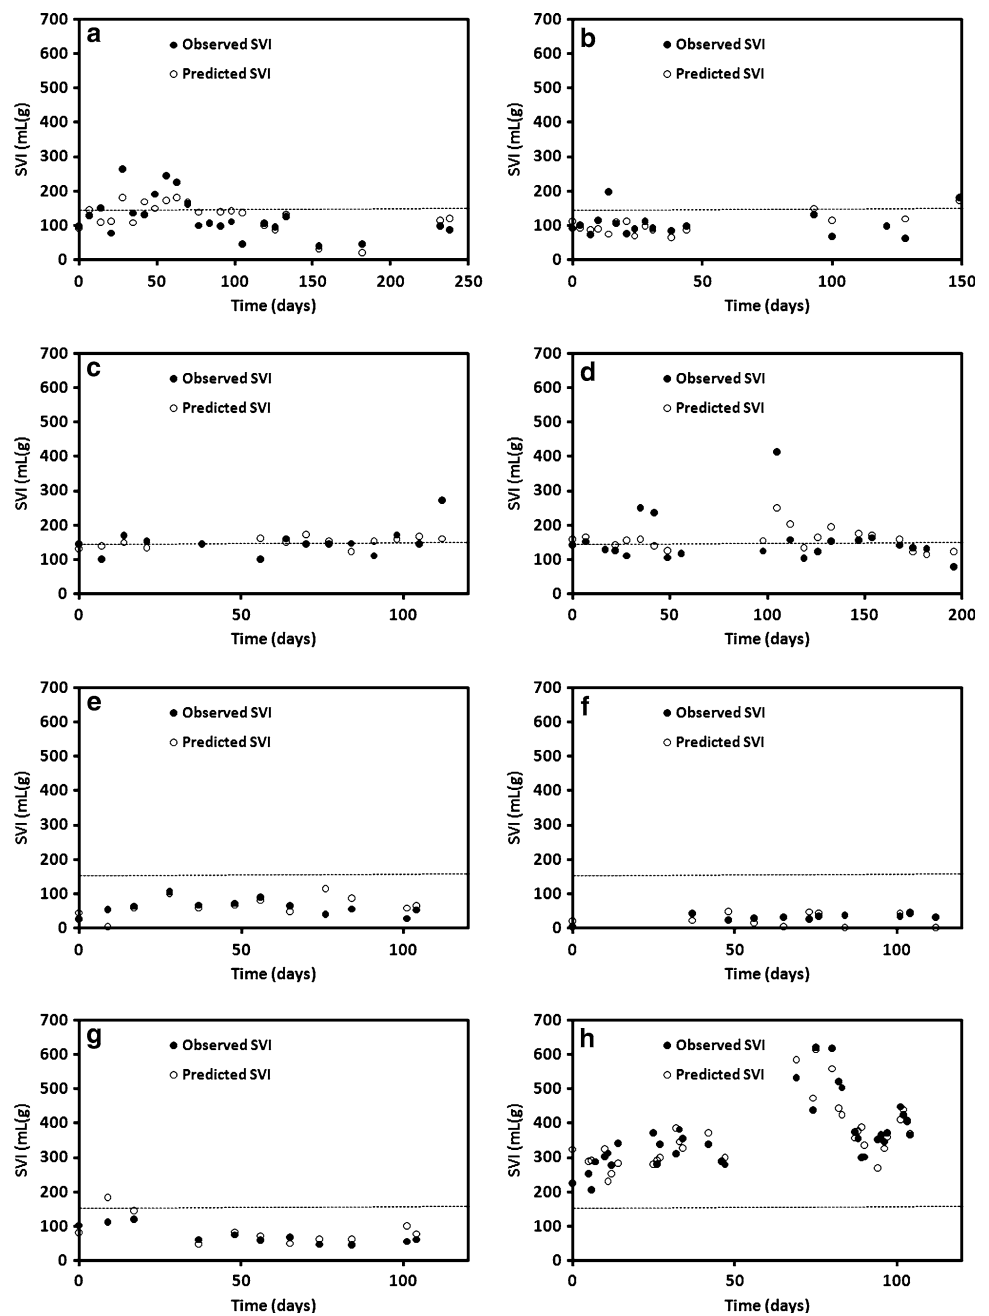 a
Observed SVI
Predicted SVI
SVI (mL(g)
700
600
500
400
300
200
100
0
0 50 100 150 200 250
Time (days)
b
Observed SVI
Predicted SVI
SVI (mL(g)
700
600
500
400
300
200
100
0
0 50 100 150
Time (days)
c
Observed SVI
Predicted SVI
SVI (mL(g)
700
600
500
400
300
200
100
0
0 50 100
Time (days)
d
Observed SVI
Predicted SVI
SVI (mL(g)
700
600
500
400
300
200
100
0
0 50 100 150 200
Time (days)
e
Observed SVI
Predicted SVI
SVI (mL(g)
700
600
500
400
300
200
100
0
0 50 100
Time (days)
f
Observed SVI
Predicted SVI
SVI (mL(g)
700
600
500
400
300
200
100
0
0 50 100
Time (days)
g
Observed SVI
Predicted SVI
SVI (mL(g)
700
600
500
400
300
200
100
0
0 50 100
Time (days)
h
Observed SVI
Predicted SVI
SVI (mL(g)
700
600
500
400
300
200
100
0
0 50 100
Time (days)